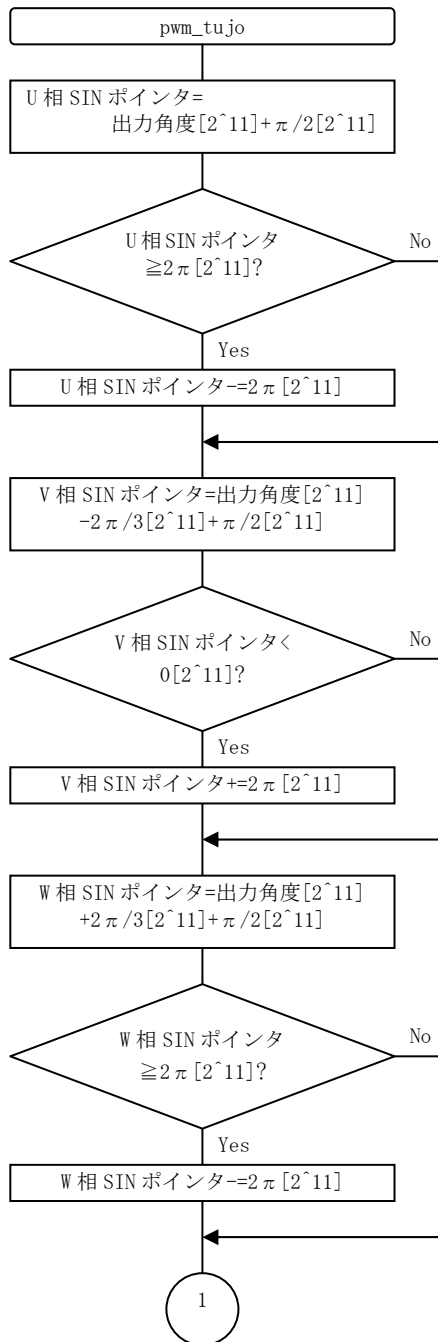 pwm_tujo
U相SINポインタ=
出力角度[2^11]+π/2[2^11]
U相SINポインタ
≧2π[2^11]?
No
Yes
U相SINポインタ-=2π[2^11]
V相SINポインタ=出力角度[2^11]
-2π/3[2^11]+π/2[2^11]
V相SINポインタ<
0[2^11]?
No
Yes
V相SINポインタ+=2π[2^11]
W相SINポインタ=出力角度[2^11]
+2π/3[2^11]+π/2[2^11]
W相SINポインタ
≧2π[2^11]?
No
Yes
W相SINポインタ-=2π[2^11]
1